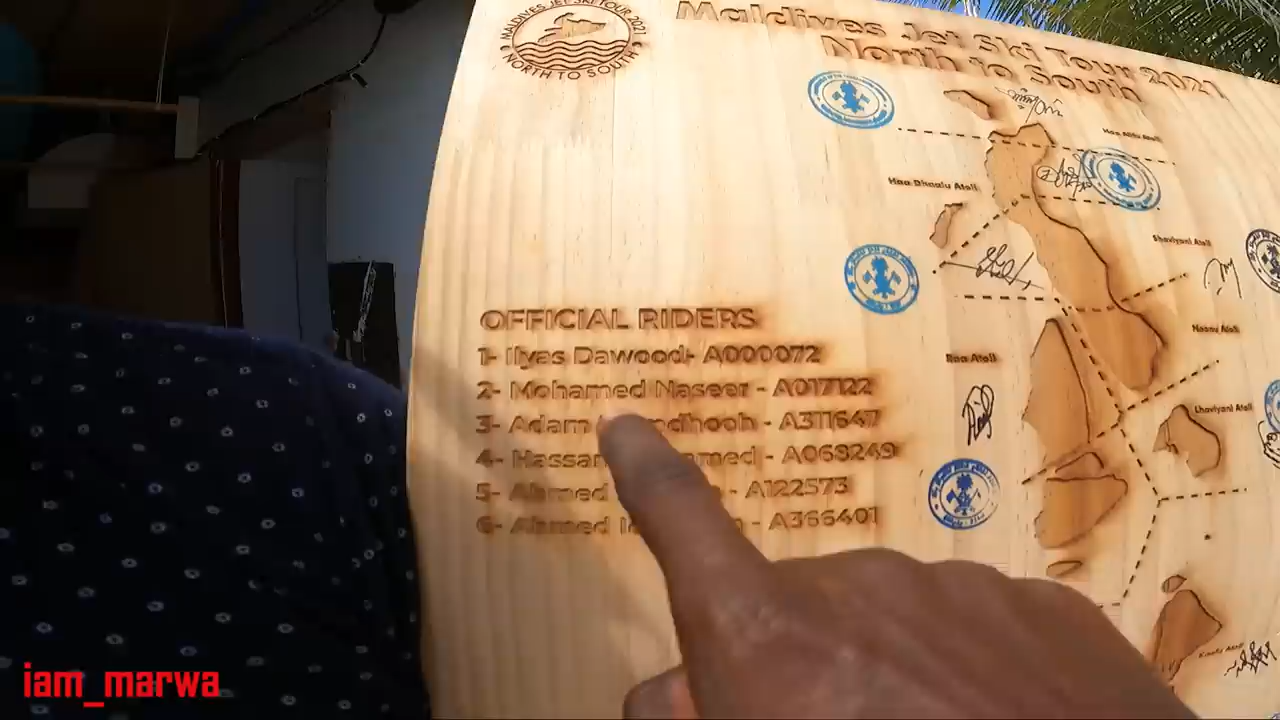 MALDIVES JET SKI TOUR 2021
NORTH TO SOUTH
Maldives Jet Ski Tour 2021
North to South
Haa Alifu Atoll
Haa Dhaalu Atoll
Shaviyani Atoll
Noonu Atoll
Raa Atoll
Lhaviyani Atoll
Kaafu Atoll
OFFICIAL RIDERS
1- Ilyas Dawood- A000072
2- Mohamed Naseer - A017122
3- Adam - A311647
4- Hassan - A068249
5- Ahmed - A122573
6- Ahmed - A366401
iam_marwa